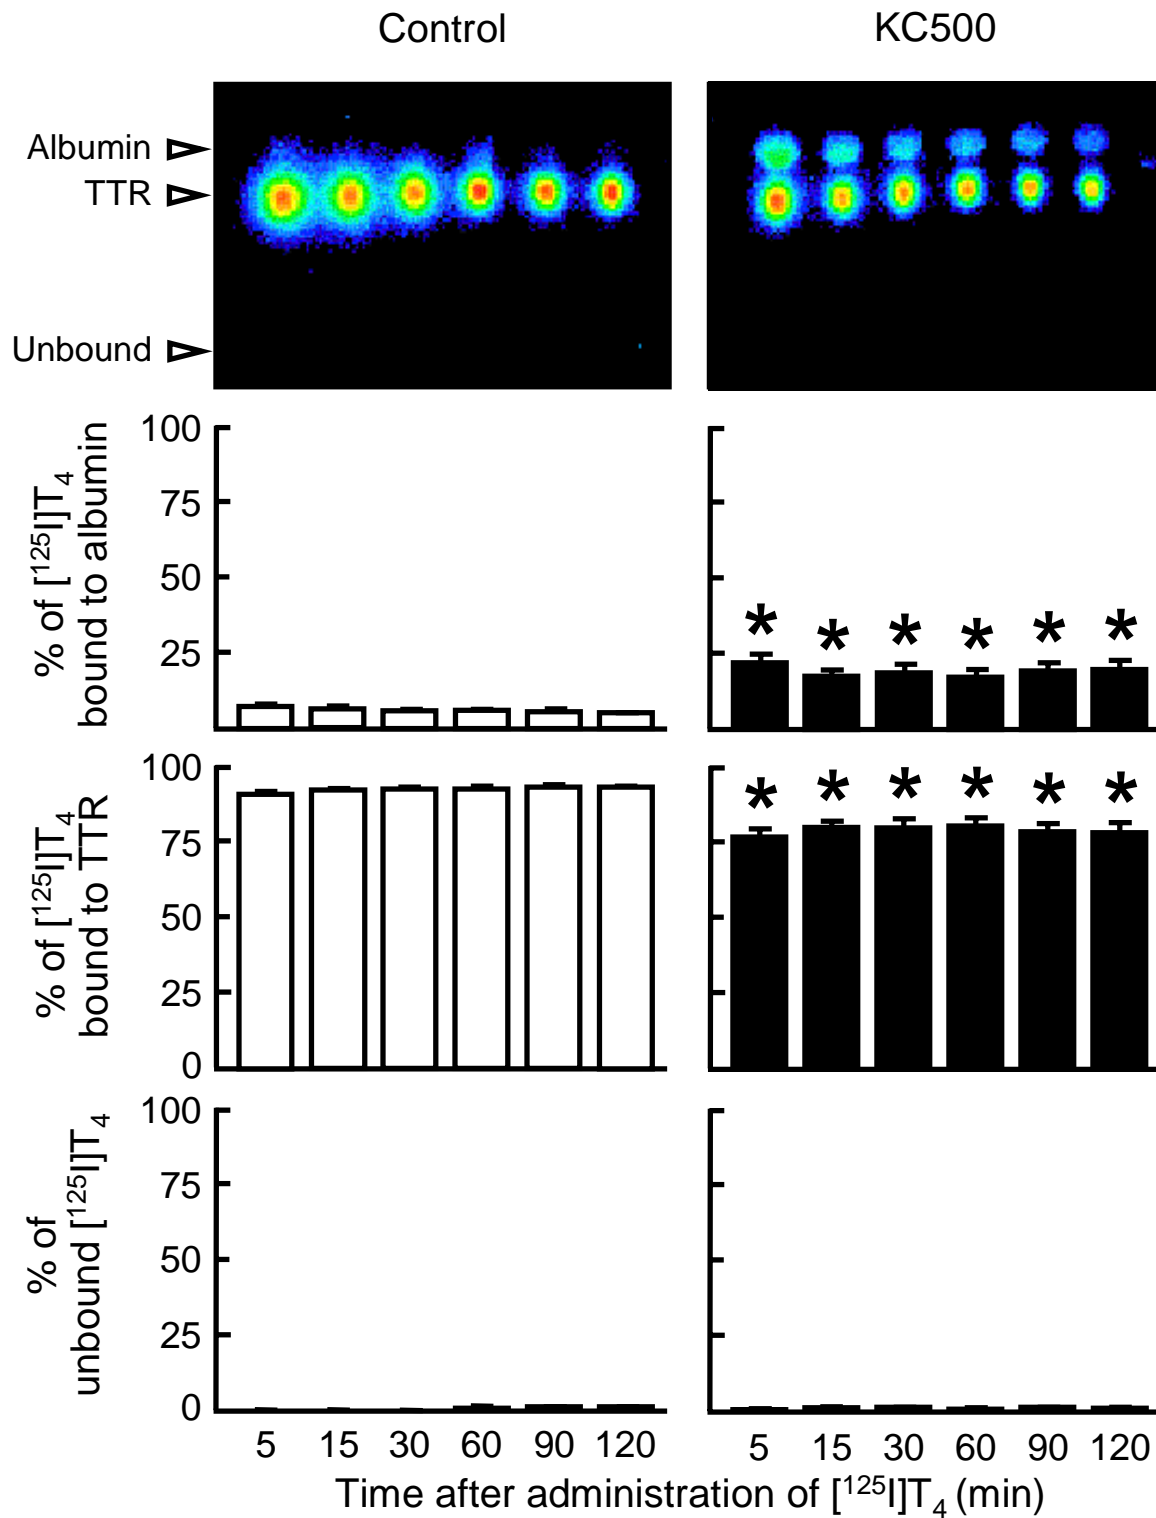 Control KC500
Albumin
TTR
Unbound
% of [¹²⁵I]T₄
bound to albumin
100
75
50
25
* * * * * *
% of [¹²⁵I]T₄
bound to TTR
100
75
50
25
0
* * * * * *
% of
unbound [¹²⁵I]T₄
100
75
50
25
0
5 15 30 60 90 120 5 15 30 60 90 120
Time after administration of [¹²⁵I]T₄ (min)